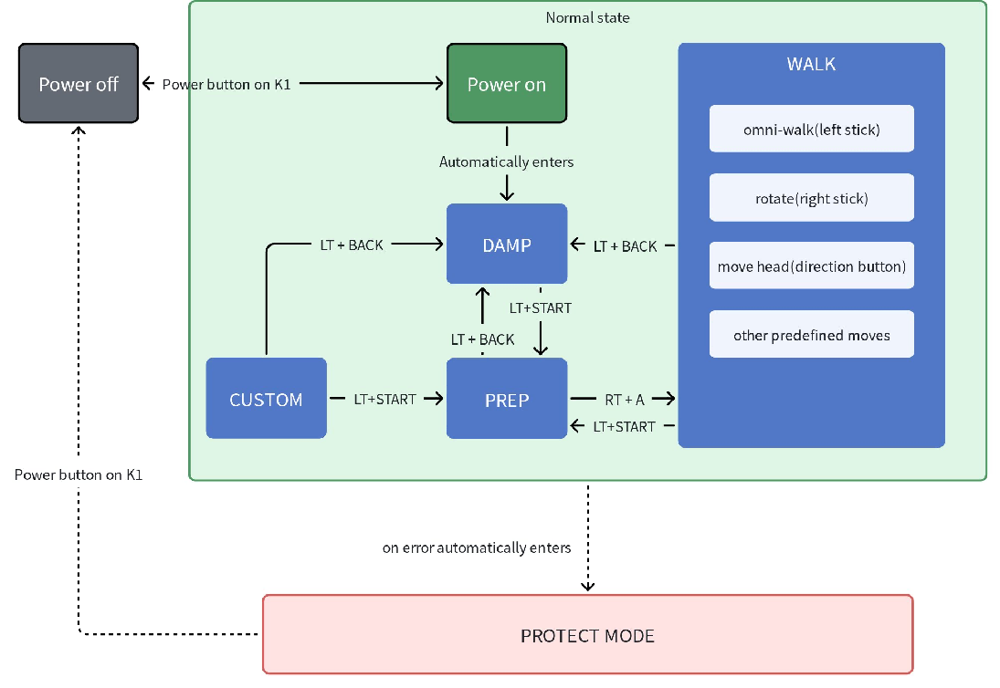 Normal state
Power off
Power button on K1
Power on
WALK
omni-walk(left stick)
Automatically enters
rotate(right stick)
LT + BACK
DAMP
LT + BACK
move head(direction button)
LT+START
LT + BACK
other predefined moves
CUSTOM
LT+START
PREP
RT + A
LT+START
Power button on K1
on error automatically enters
PROTECT MODE